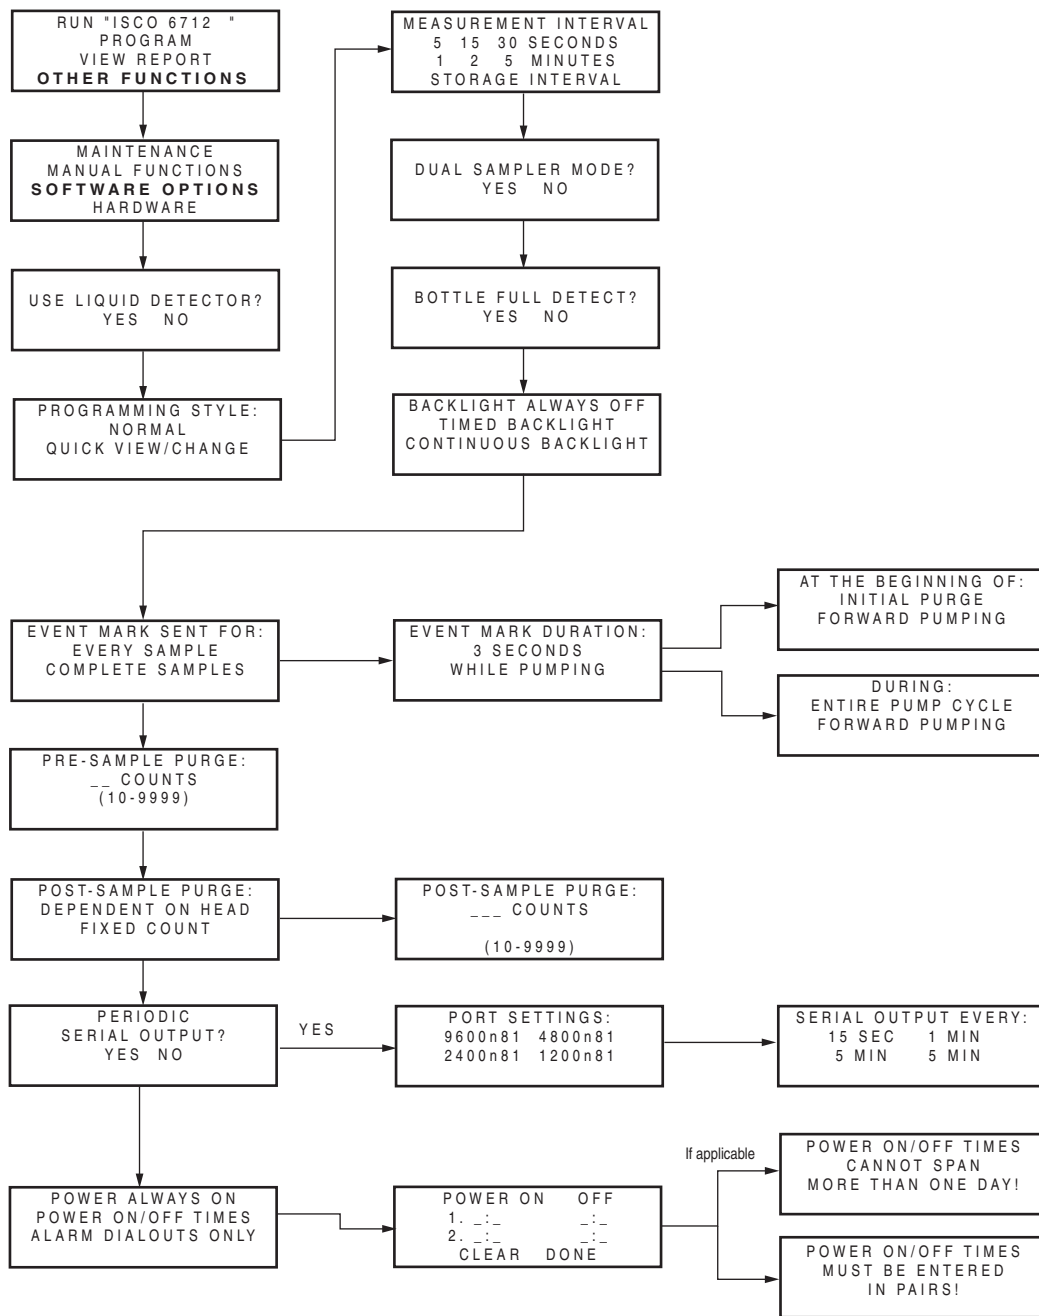 RUN "ISCO 6712 "
PROGRAM
VIEW REPORT
OTHER FUNCTIONS
MAINTENANCE
MANUAL FUNCTIONS
SOFTWARE OPTIONS
HARDWARE
USE LIQUID DETECTOR?
YES NO
PROGRAMMING STYLE:
NORMAL
QUICK VIEW/CHANGE
MEASUREMENT INTERVAL
5 15 30 SECONDS
1 2 5 MINUTES
STORAGE INTERVAL
DUAL SAMPLER MODE?
YES NO
BOTTLE FULL DETECT?
YES NO
BACKLIGHT ALWAYS OFF
TIMED BACKLIGHT
CONTINUOUS BACKLIGHT
EVENT MARK SENT FOR:
EVERY SAMPLE
COMPLETE SAMPLES
EVENT MARK DURATION:
3 SECONDS
WHILE PUMPING
AT THE BEGINNING OF:
INITIAL PURGE
FORWARD PUMPING
DURING:
ENTIRE PUMP CYCLE
FORWARD PUMPING
PRE-SAMPLE PURGE:
__ COUNTS
(10-9999)
POST-SAMPLE PURGE:
DEPENDENT ON HEAD
FIXED COUNT
POST-SAMPLE PURGE:
___ COUNTS
(10-9999)
PERIODIC
SERIAL OUTPUT?
YES NO
YES
PORT SETTINGS:
9600n81 4800n81
2400n81 1200n81
SERIAL OUTPUT EVERY:
15 SEC 1 MIN
5 MIN 5 MIN
POWER ALWAYS ON
POWER ON/OFF TIMES
ALARM DIALOUTS ONLY
POWER ON OFF
1. _:_ _:_
2. _:_ _:_
CLEAR DONE
If applicable
POWER ON/OFF TIMES
CANNOT SPAN
MORE THAN ONE DAY!
POWER ON/OFF TIMES
MUST BE ENTERED
IN PAIRS!